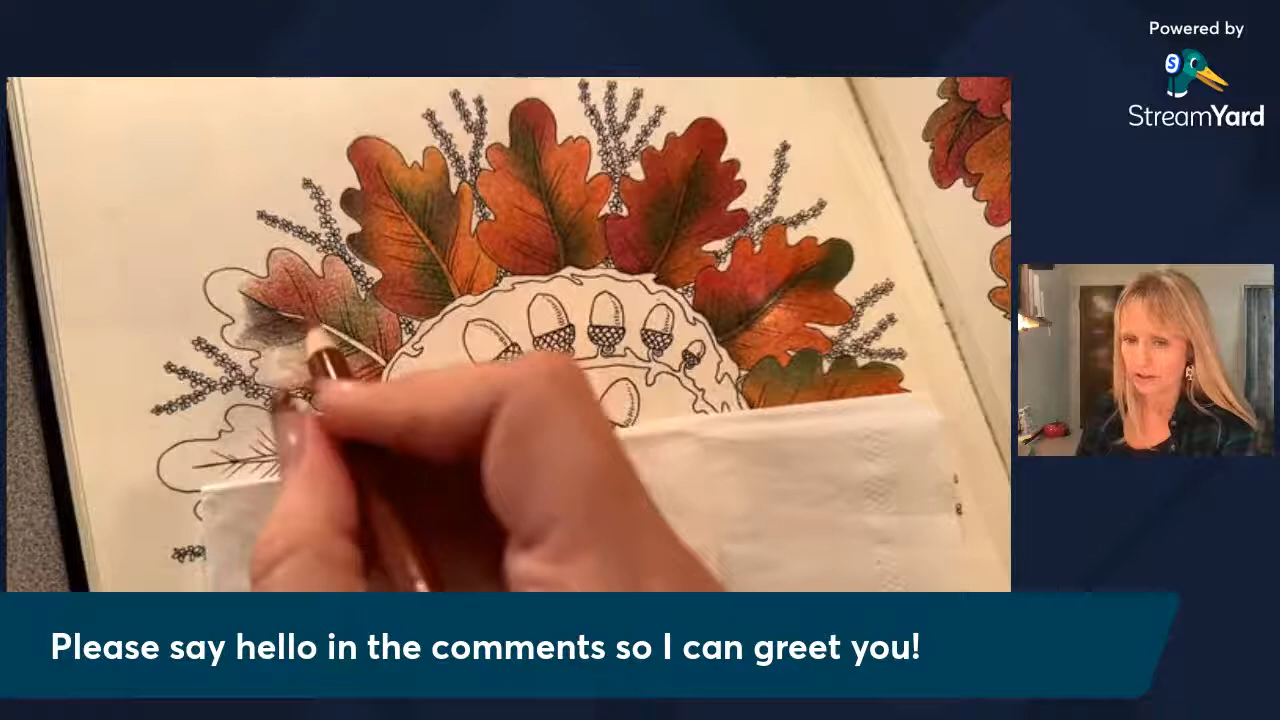 Powered by
S
StreamYard
Please say hello in the comments so I can greet you!